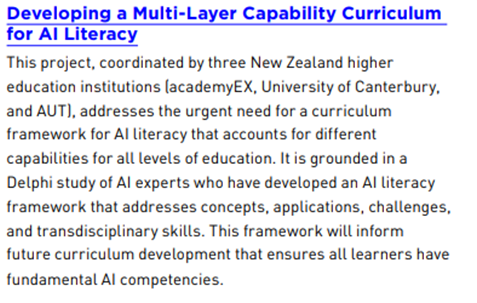 Developing a Multi-Layer Capability Curriculum
for AI Literacy
This project, coordinated by three New Zealand higher
education institutions (academyEX, University of Canterbury,
and AUT), addresses the urgent need for a curriculum
framework for AI literacy that accounts for different
capabilities for all levels of education. It is grounded in a
Delphi study of AI experts who have developed an AI literacy
framework that addresses concepts, applications, challenges,
and transdisciplinary skills. This framework will inform
future curriculum development that ensures all learners have
fundamental AI competencies.